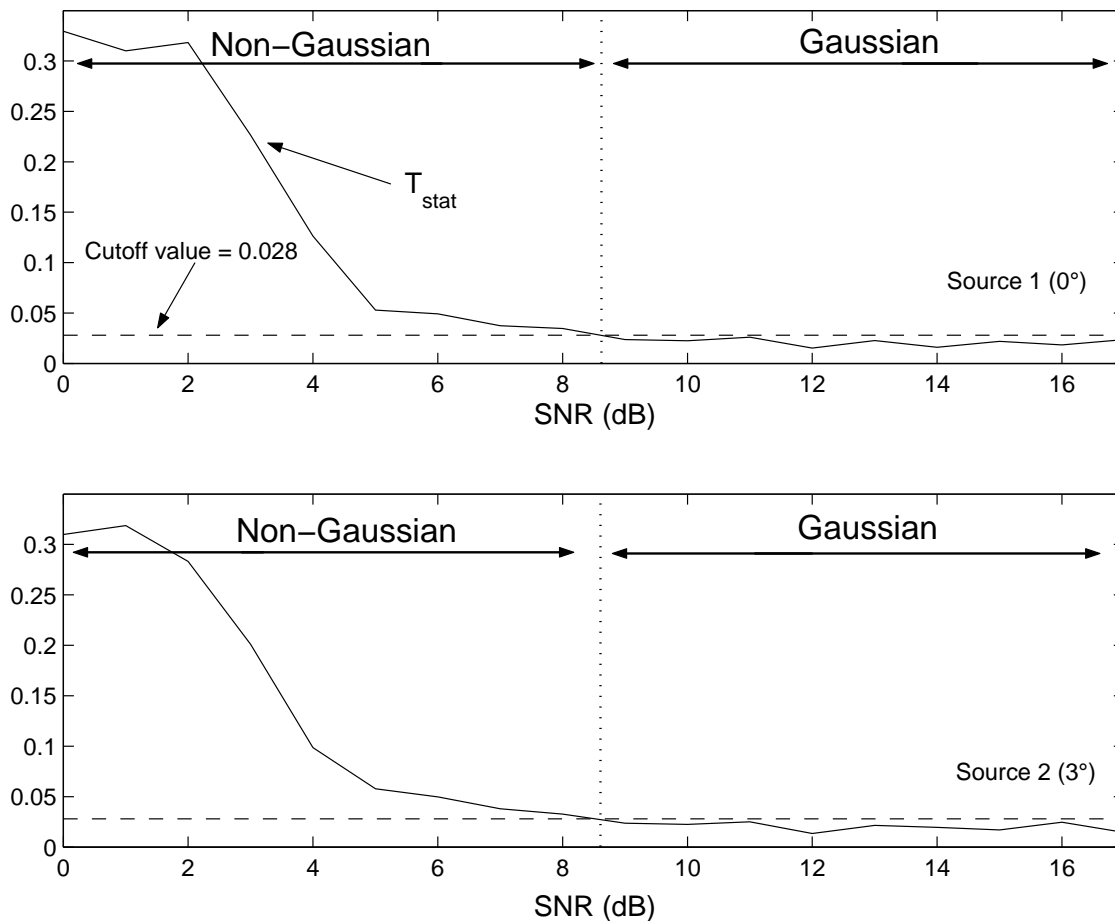 Non−Gaussian
Gaussian
0.3
0.25
0.2
0.15
0.1
0.05
0
T_stat
Cutoff value = 0.028
Source 1 (0°)
0 2 4 6 8 10 12 14 16
SNR (dB)
Non−Gaussian
Gaussian
0.3
0.25
0.2
0.15
0.1
0.05
0
Source 2 (3°)
0 2 4 6 8 10 12 14 16
SNR (dB)